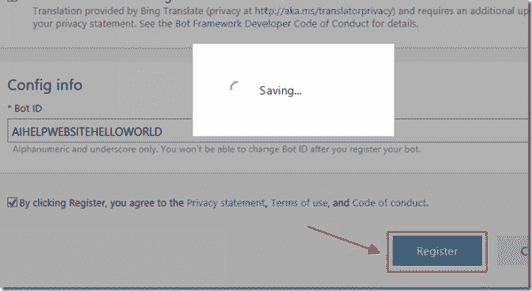 Translation provided by Bing Translate (privacy at http://aka.ms/translatorprivacy) and requires an additional up
your privacy statement. See the Bot Framework Developer Code of Conduct for details.
Saving...
Config info
* Bot ID
AIHELPWEBSITEHELLOWORLD
Alphanumeric and underscore only. You won't be able to change Bot ID after you register your bot.
By clicking Register, you agree to the Privacy statement, Terms of use, and Code of conduct.
Register
C